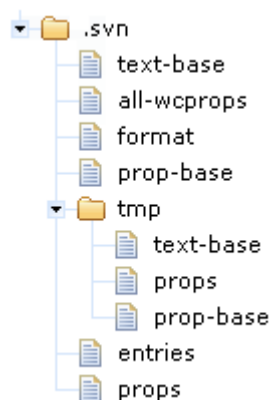 .svn
text-base
all-wcprops
format
prop-base
tmp
text-base
props
prop-base
entries
props